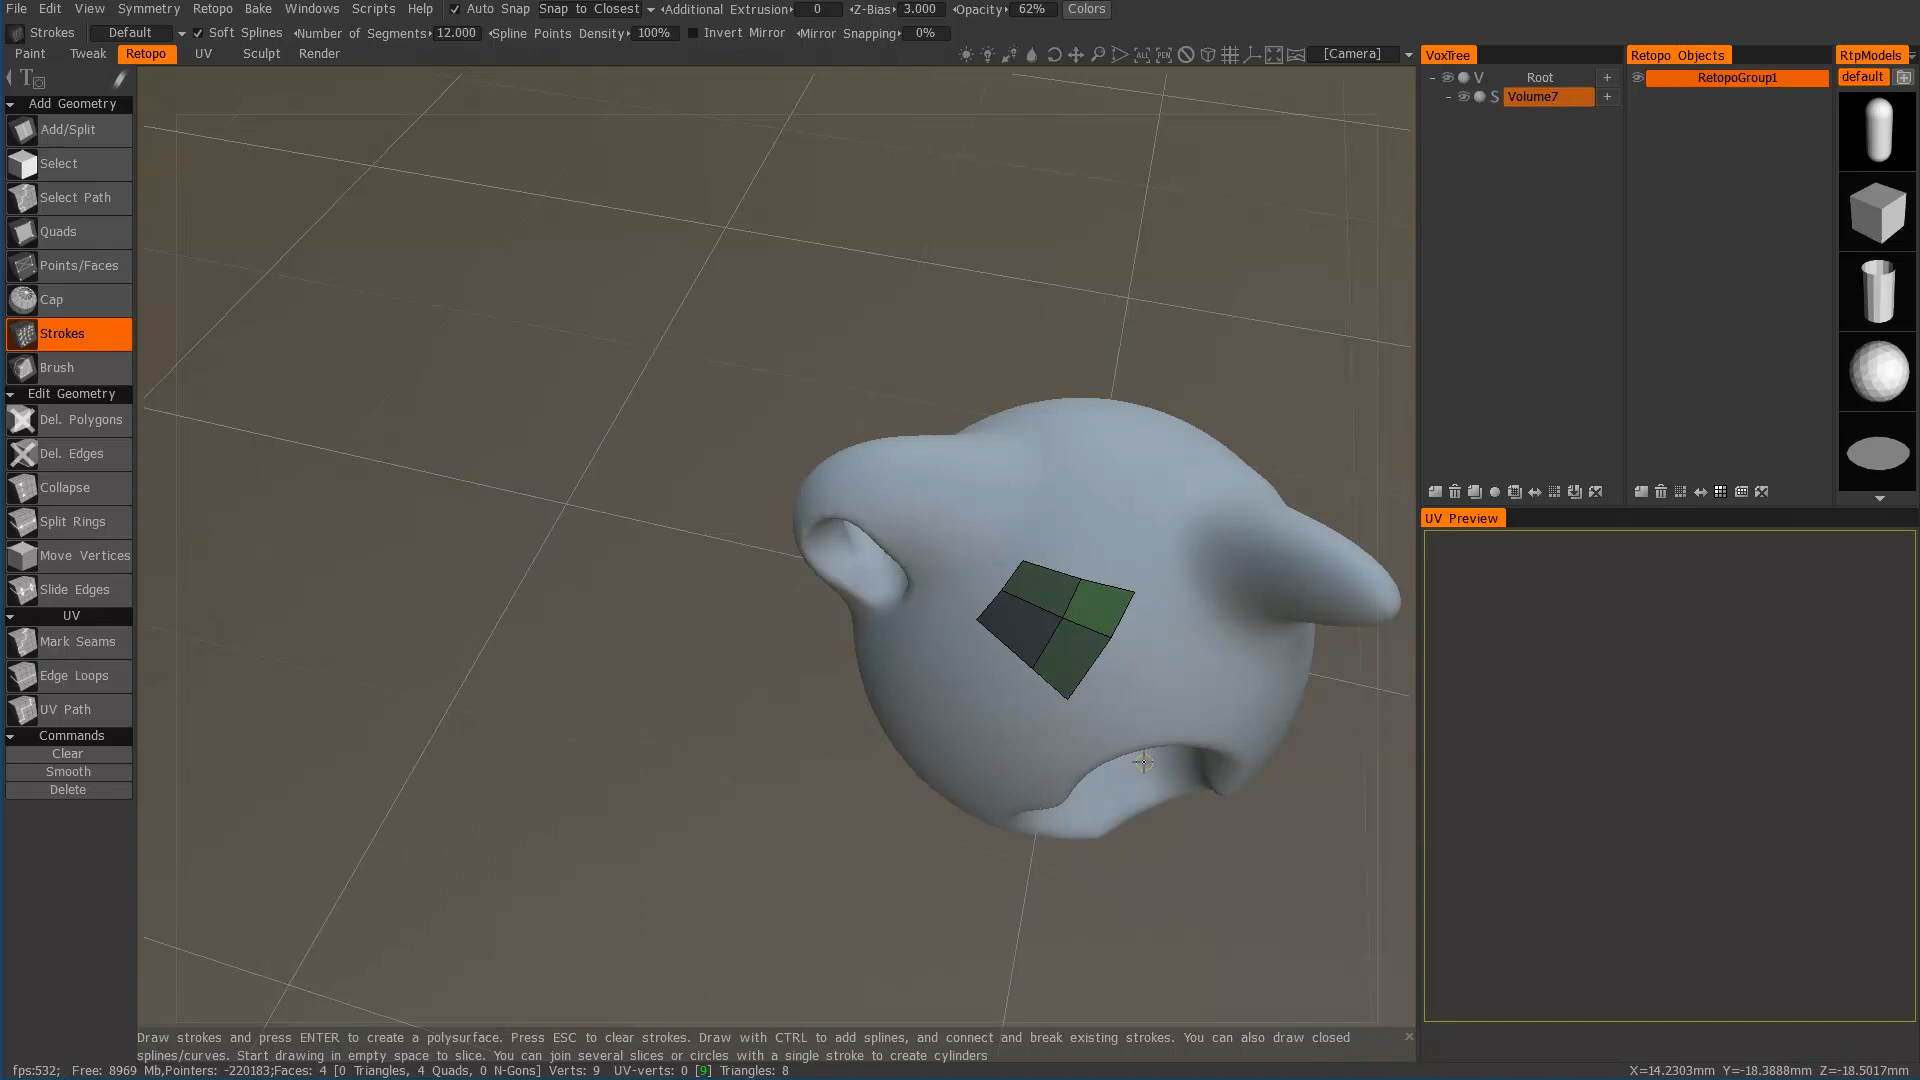 File Edit View Symmetry Retopo Bake Windows Scripts Help Auto Snap Snap to Closest Additional Extrusion 0 Z-Bias 3.000 Opacity 62% Colors
Strokes Default Soft Splines Number of Segments 12.000 Spline Points Density 100% Invert Mirror Mirror Snapping 0%
Paint Tweak Retopo UV Sculpt Render ALL PEN [Camera] VoxTree Retopo Objects RtpModels
V Root + RetopoGroup1 default
S Volume7 +
Add Geometry
Add/Split
Select
Select Path
Quads
Points/Faces
Cap
Strokes
Brush
Edit Geometry
Del. Polygons
Del. Edges
Collapse
Split Rings
Move Vertices
Slide Edges
UV
Mark Seams
Edge Loops
UV Path
Commands
Clear
Smooth
Delete
UV Preview
Draw strokes and press ENTER to create a polysurface. Press ESC to clear strokes. Draw with CTRL to add splines, and connect and break existing strokes. You can also draw closed
splines/curves. Start drawing in empty space to slice. You can join several slices or circles with a single stroke to create cylinders
fps:532; Free: 8969 Mb,Pointers: -220183;Faces: 4 [0 Triangles, 4 Quads, 0 N-Gons] Verts: 9 UV-verts: 0 [9] Triangles: 8 X=14.2303mm Y=-18.3888mm Z=-18.5017mm